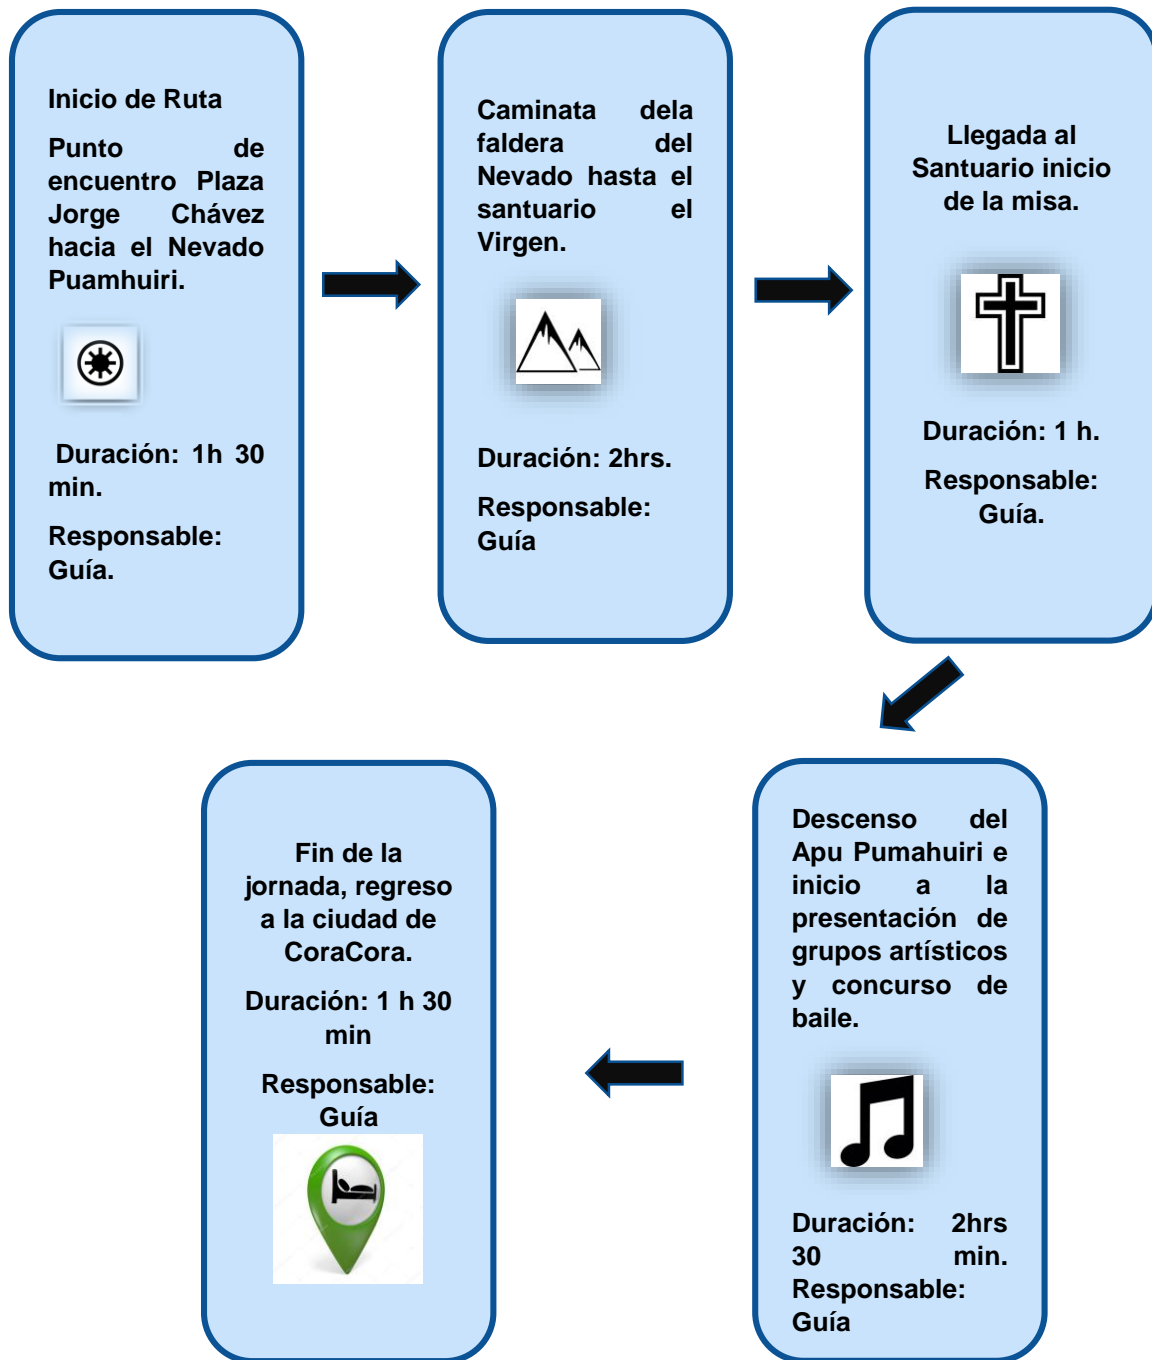 Inicio de Ruta
Punto de
encuentro Plaza
Jorge Chávez
hacia el Nevado
Puamhuiri.
Duración: 1h 30
min.
Responsable:
Guía.
Caminata dela
faldera del
Nevado hasta el
santuario el
Virgen.
Duración: 2hrs.
Responsable:
Guía
Llegada al
Santuario inicio
de la misa.
Duración: 1 h.
Responsable:
Guía.
Descenso del
Apu Pumahuiri e
inicio a la
presentación de
grupos artísticos
y concurso de
baile.
Duración: 2hrs
30 min.
Responsable:
Guía
Fin de la
jornada, regreso
a la ciudad de
CoraCora.
Duración: 1 h 30
min
Responsable:
Guía